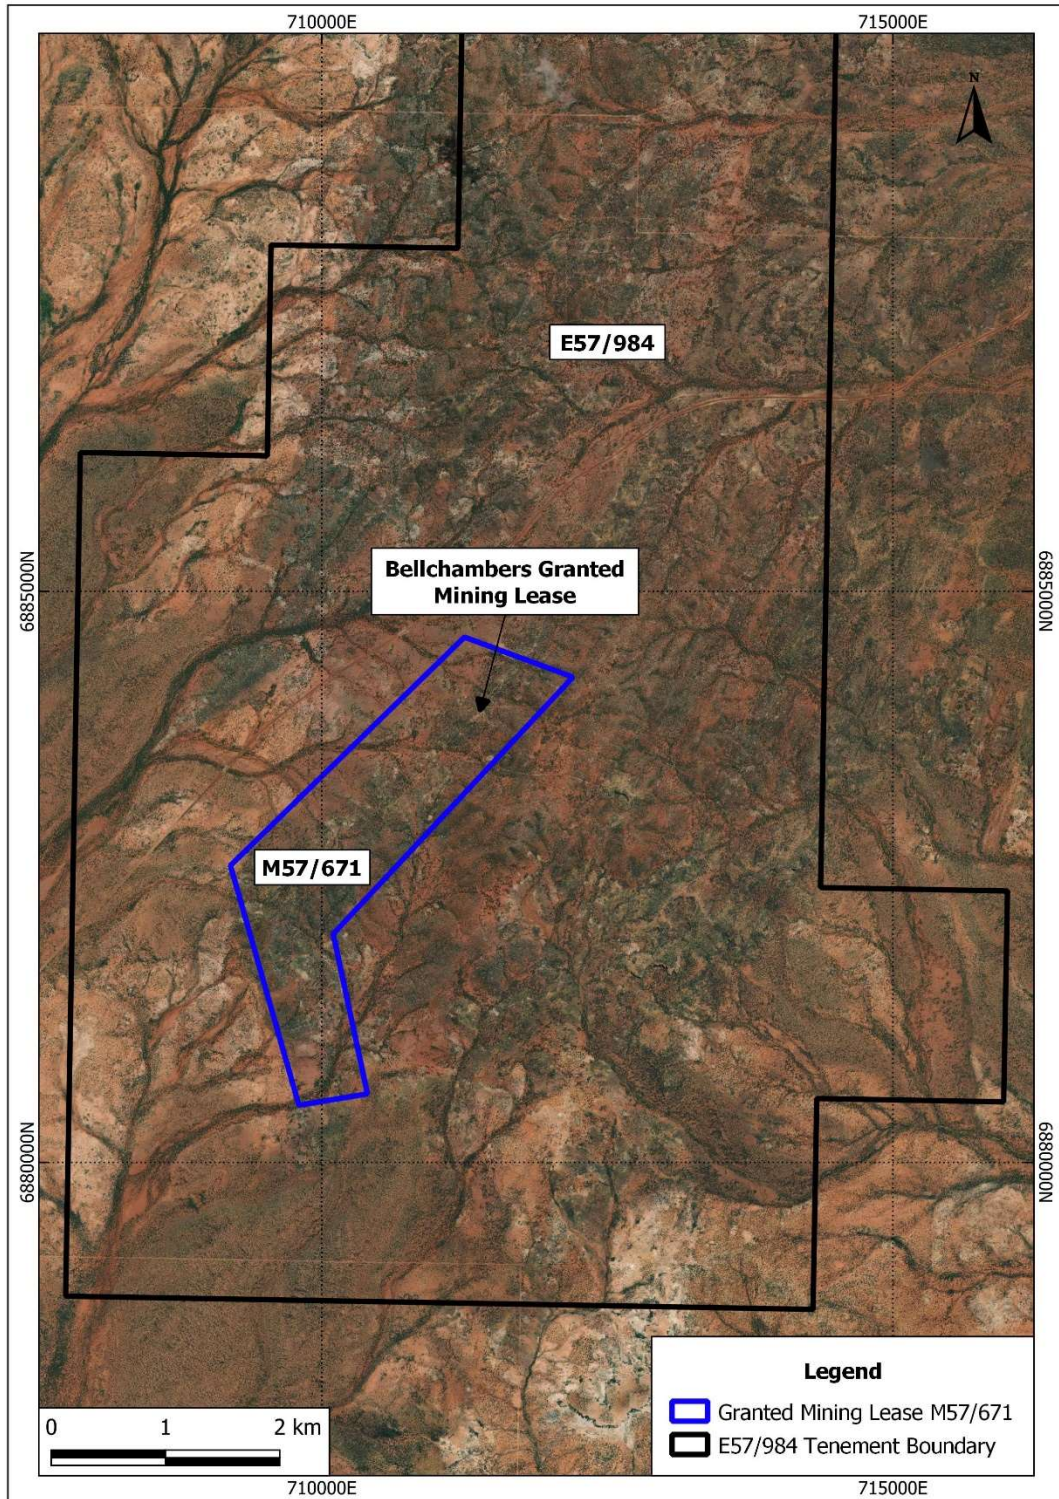 710000E
715000E
N
E57/984
Bellchambers Granted
Mining Lease
6885000N
6885000N
M57/671
6880000N
6880000N
Legend
Granted Mining Lease M57/671
E57/984 Tenement Boundary
0 1 2 km
710000E
715000E